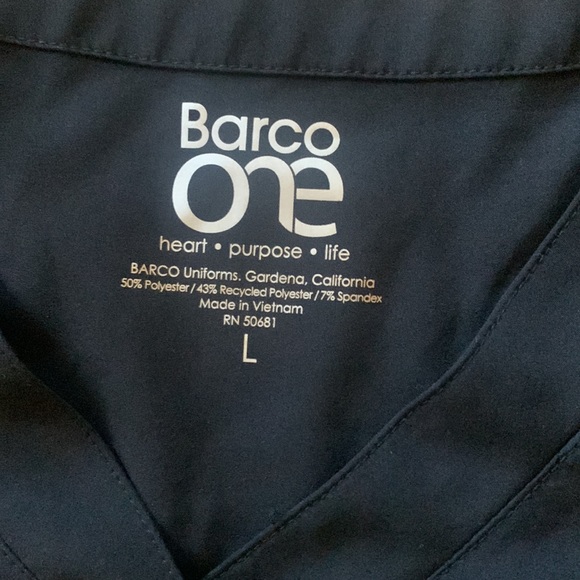 Barco
one
heart • purpose • life
BARCO Uniforms. Gardena, California
50% Polyester / 43% Recycled Polyester / 7% Spandex
Made in Vietnam
RN 50681
L